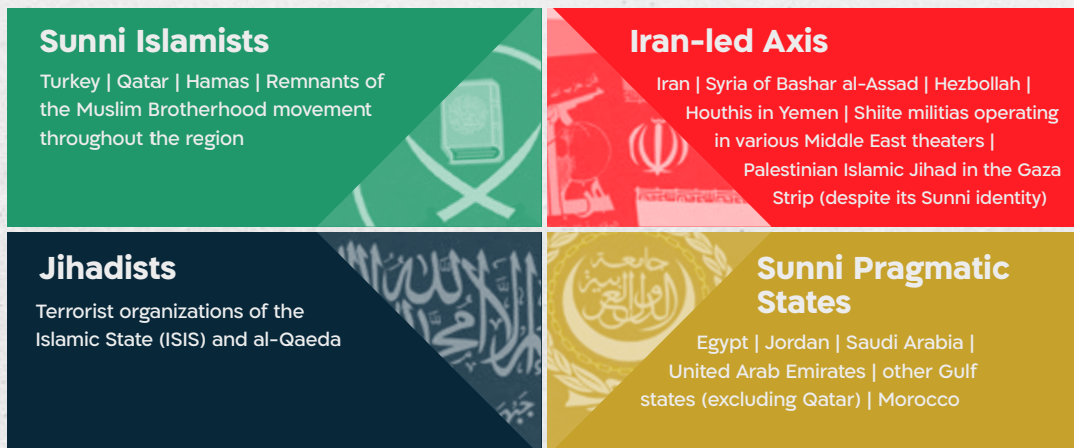 Sunni Islamists
Turkey | Qatar | Hamas | Remnants of
the Muslim Brotherhood movement
throughout the region
Iran-led Axis
Iran | Syria of Bashar al-Assad | Hezbollah |
Houthis in Yemen | Shiite militias operating
in various Middle East theaters |
Palestinian Islamic Jihad in the Gaza
Strip (despite its Sunni identity)
Jihadists
Terrorist organizations of the
Islamic State (ISIS) and al-Qaeda
Sunni Pragmatic
States
Egypt | Jordan | Saudi Arabia |
United Arab Emirates | other Gulf
states (excluding Qatar) | Morocco
جامعة
الدول العربية